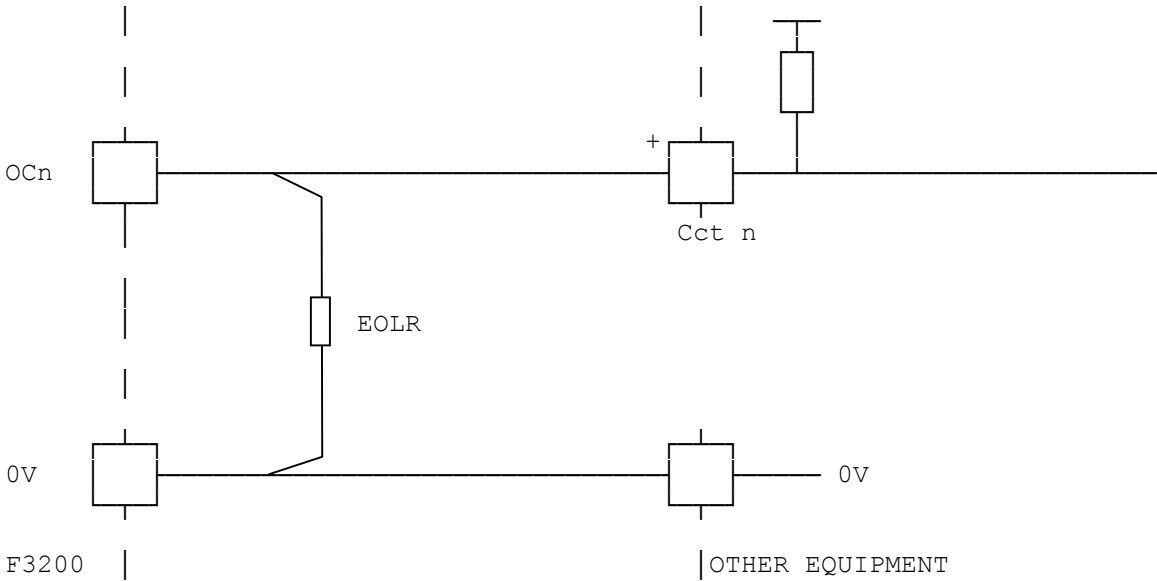 +
OCn
Cct n
EOLR
0V
0V
F3200
OTHER EQUIPMENT